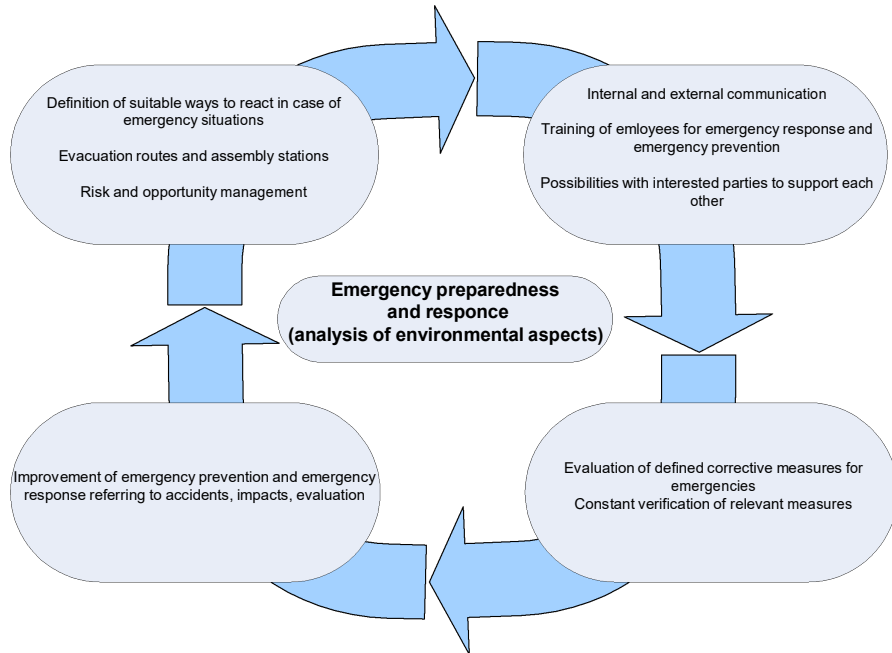 Definition of suitable ways to react in case of
emergency situations
Evacuation routes and assembly stations
Risk and opportunity management
Internal and external communication
Training of emloyees for emergency response and
emergency prevention
Possibilities with interested parties to support each
other
Emergency preparedness
and responce
(analysis of environmental aspects)
Improvement of emergency prevention and emergency
response referring to accidents, impacts, evaluation
Evaluation of defined corrective measures for
emergencies
Constant verification of relevant measures